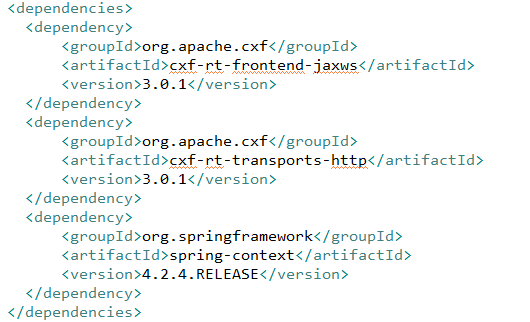 <dependencies>
<dependency>
<groupId>org.apache.cxf</groupId>
<artifactId>cxf-rt-frontend-jaxws</artifactId>
<version>3.0.1</version>
</dependency>
<dependency>
<groupId>org.apache.cxf</groupId>
<artifactId>cxf-rt-transports-http</artifactId>
<version>3.0.1</version>
</dependency>
<dependency>
<groupId>org.springframework</groupId>
<artifactId>spring-context</artifactId>
<version>4.2.4.RELEASE</version>
</dependency>
</dependencies>